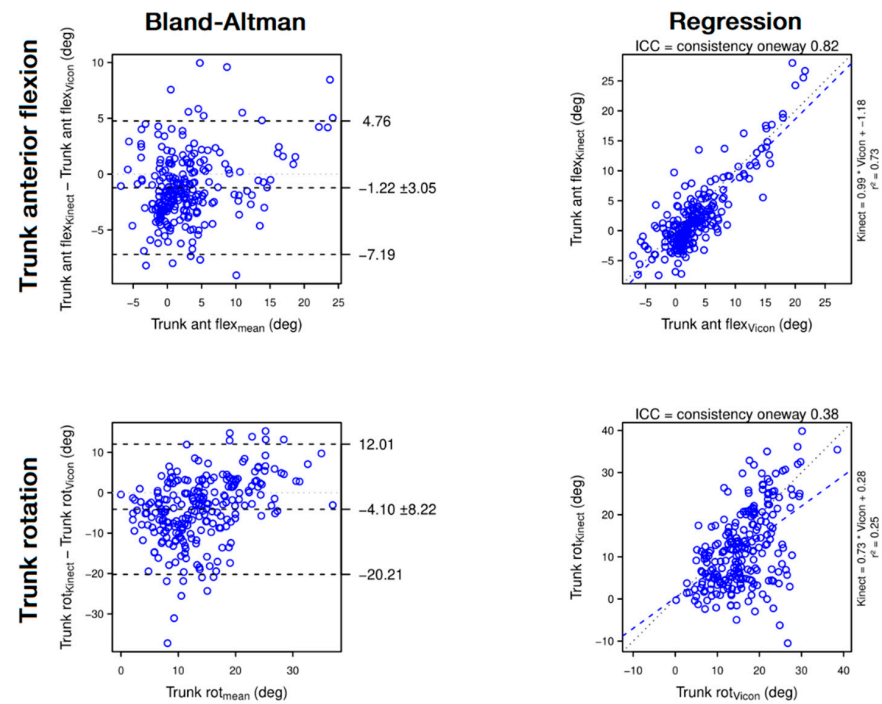 Bland-Altman
Regression
Trunk anterior flexion
Trunk ant flexKinect − Trunk ant flexVicon (deg)
10
5
0
−5
4.76
−1.22 ±3.05
−7.19
−5 0 5 10 15 20 25
Trunk ant flexmean (deg)
ICC = consistency oneway 0.82
Trunk ant flexKinect (deg)
25
20
15
10
5
0
−5
−5 0 5 10 15 20 25
Trunk ant flexVicon (deg)
Kinect = 0.99 * Vicon + −1.18
r² = 0.73
Trunk rotation
Trunk rotKinect − Trunk rotVicon (deg)
10
0
−10
−20
−30
12.01
−4.10 ±8.22
−20.21
0 10 20 30
Trunk rotmean (deg)
ICC = consistency oneway 0.38
Trunk rotKinect (deg)
40
30
20
10
0
−10
−10 0 10 20 30 40
Trunk rotVicon (deg)
Kinect = 0.73 * Vicon + 0.28
r² = 0.25